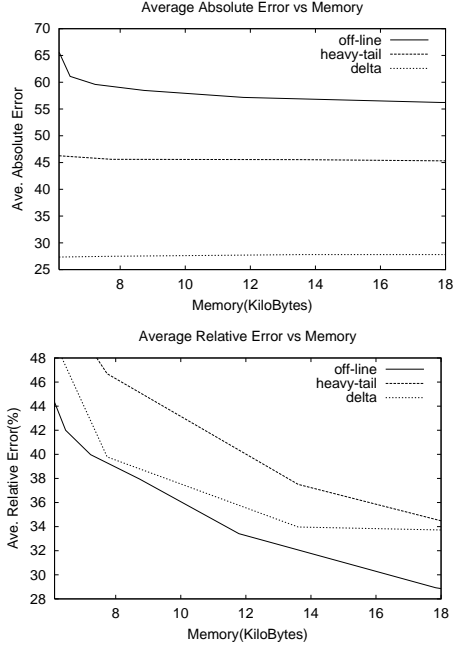 Average Absolute Error vs Memory
70
65
60
55
50
45
40
35
30
25
Ave. Absolute Error
off-line
heavy-tail
delta
8 10 12 14 16 18
Memory(KiloBytes)
Average Relative Error vs Memory
48
46
44
42
40
38
36
34
32
30
28
Ave. Relative Error(%)
off-line
heavy-tail
delta
8 10 12 14 16 18
Memory(KiloBytes)